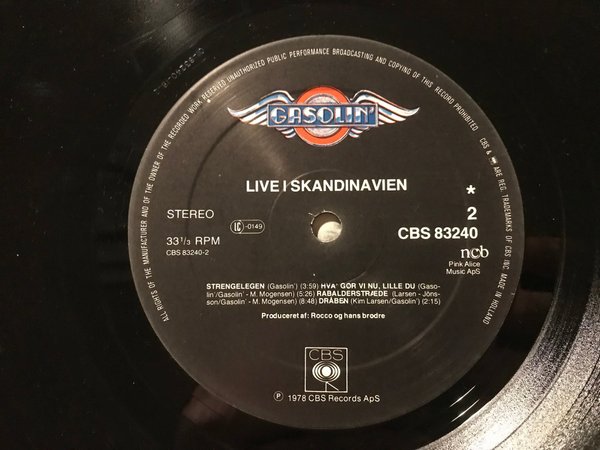 ALL RIGHTS OF THE MANUFACTURER AND OF THE OWNER OF THE RECORDED WORK RESERVED UNAUTHORIZED PUBLIC PERFORMANCE BROADCASTING AND COPYING OF THIS RECORD PROHIBITED
CBS & ARE REG. TRADEMARKS OF CBS INC. MADE IN HOLLAND
GASOLIN'
LIVE I SKANDINAVIEN
STEREO
LC -0149
*
2
33 1/3 RPM
CBS 83240
CBS 83240-2
ncb
Pink Alice
Music ApS
STRENGELEGEN (Gasolin') (3:59) HVA' GØR VI NU, LILLE DU (Gaso-
lin'/Gasolin' - M. Mogensen) (5:26) RABALDERSTRÆDE (Larsen - Jöns-
son/Gasolin' - M. Mogensen) (8:48) DRÅBEN (Kim Larsen/Gasolin') (2:15)
Produceret af: Rocco og hans brødre
CBS
℗ 1978 CBS Records ApS